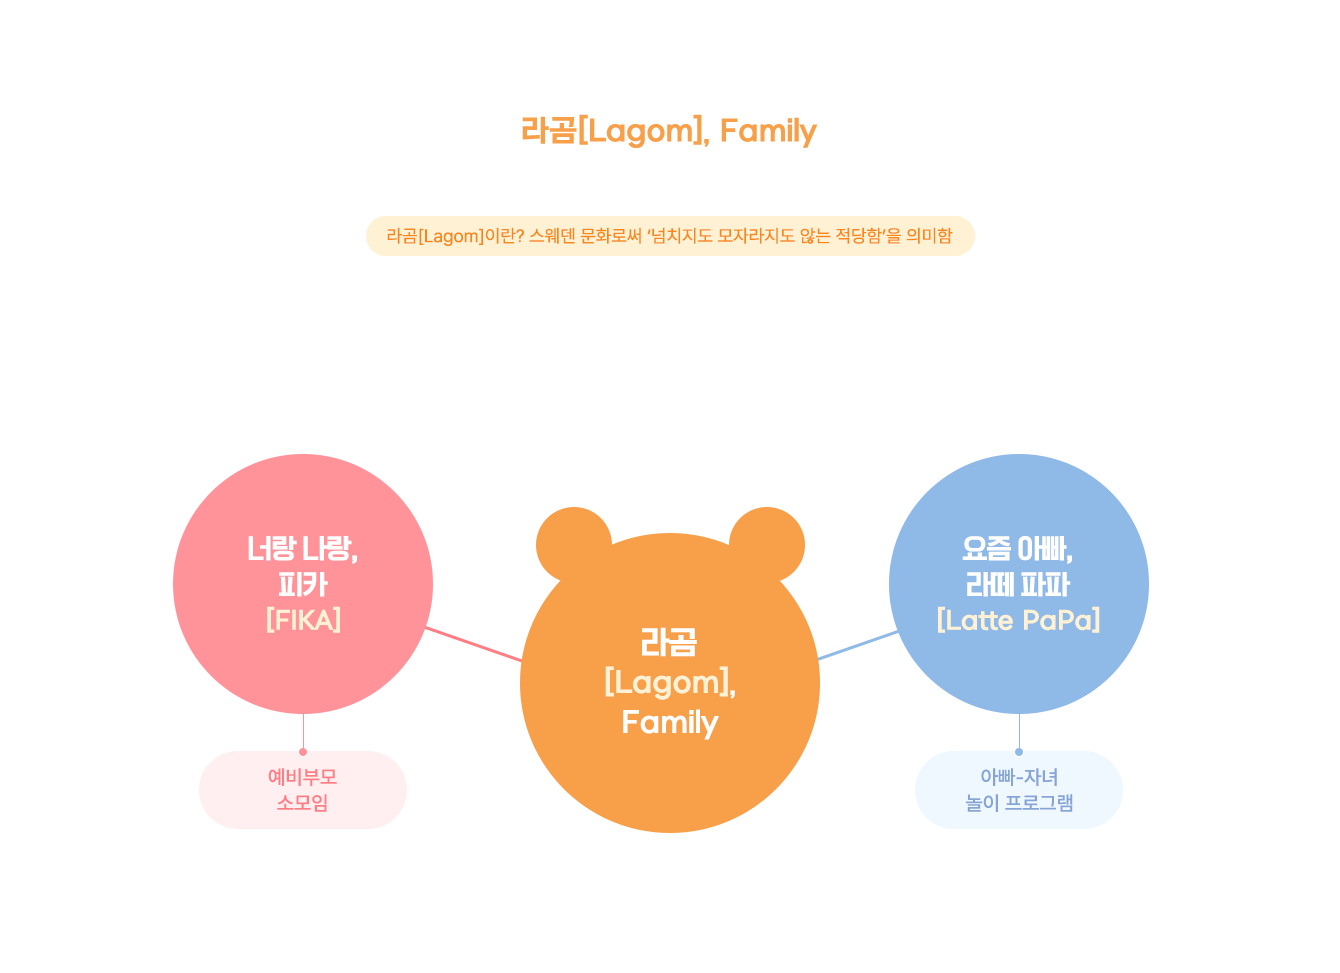 라곰[Lagom], Family
라곰[Lagom]이란? 스웨덴 문화로써 ‘넘치지도 모자라지도 않는 적당함’을 의미함
너랑 나랑,
피카
[FIKA]
예비부모
소모임
라곰
[Lagom],
Family
요즘 아빠,
라떼 파파
[Latte PaPa]
아빠-자녀
놀이 프로그램